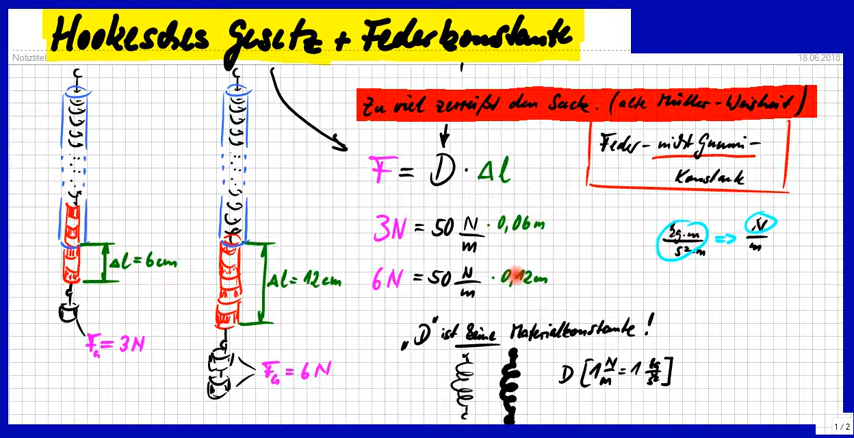 Hookesches Gesetz + Federkonstante
Notiztitel
18.06.2018
Zu viel zerreißt den Sack. (alte Müller-Weisheit)
Feder-nicht Gummi-
Konstante
F = D · Δl
3N = 50 N/m · 0,06m
kg·m/s²·m => N/m
6N = 50 N/m · 0,12m
Δl = 6cm
Δl = 12cm
"D" ist keine Materialkonstante!
F_G = 3N
F_G = 6N
D [1 N/m = 1 kg/s²]
1 / 2